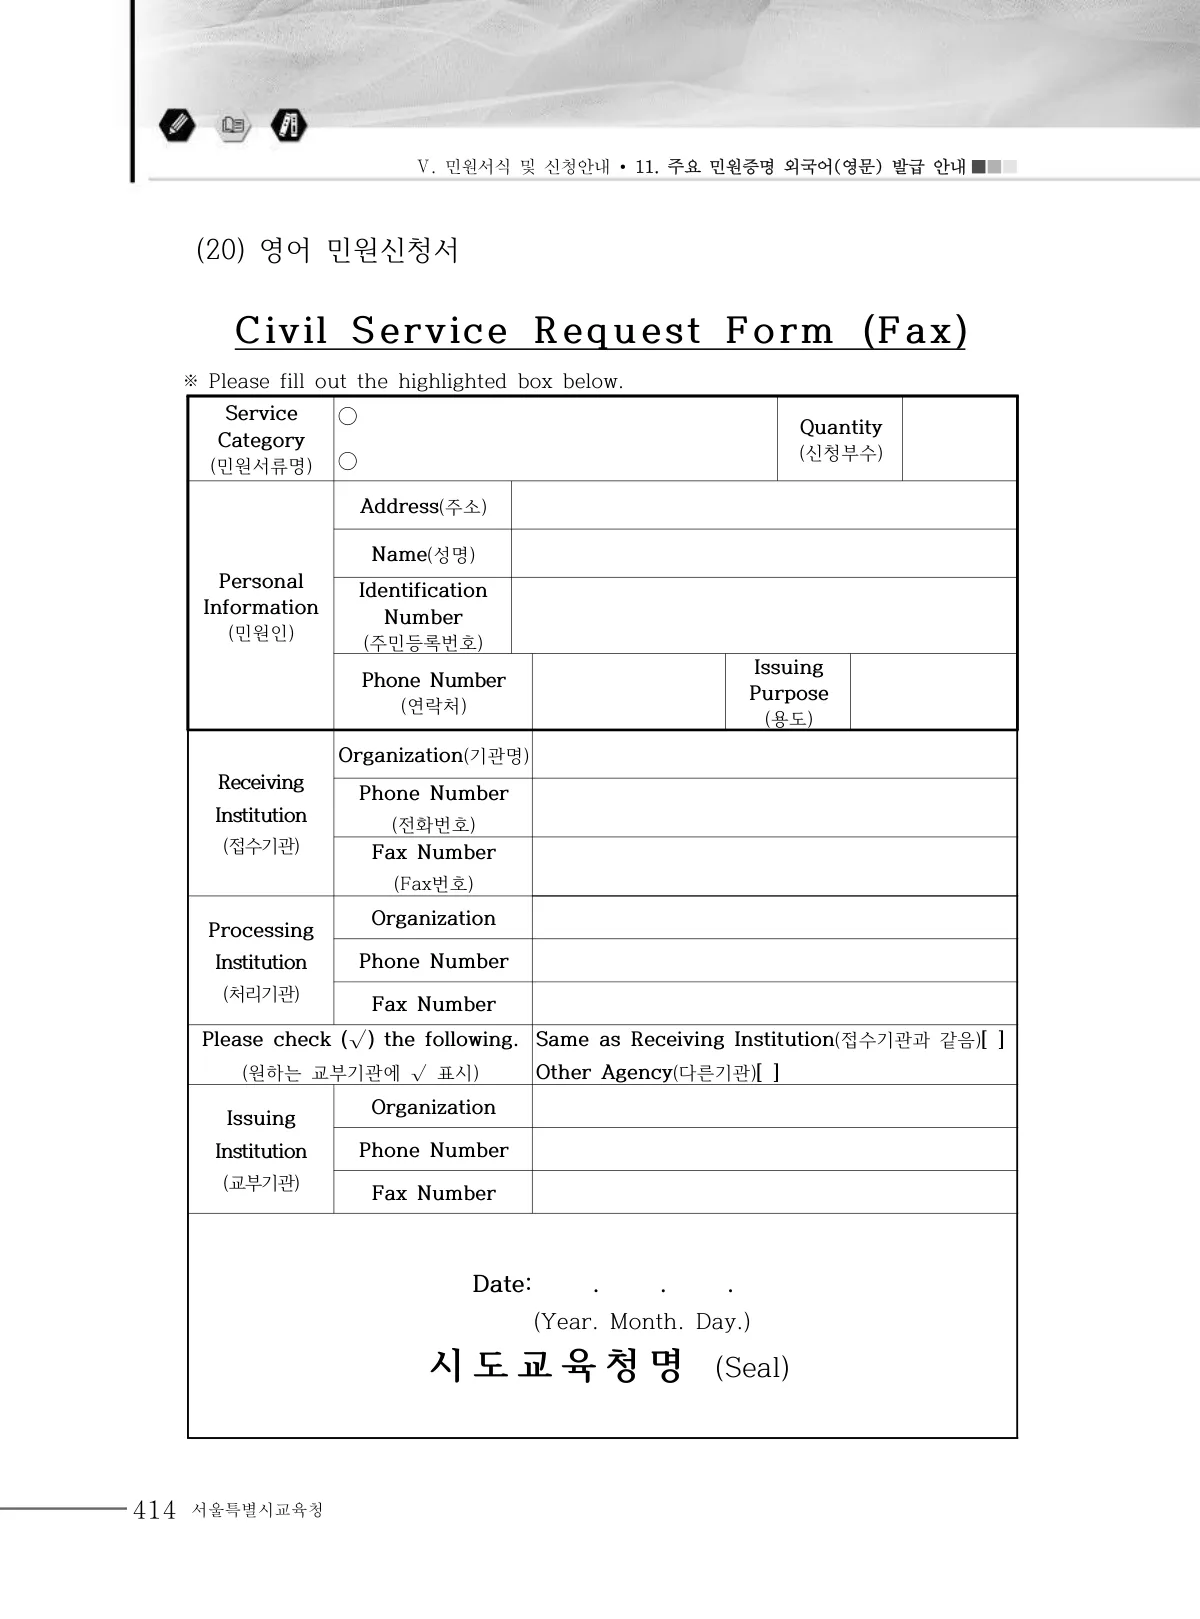 Ⅴ. 민원서식 및 신청안내 • 11. 주요 민원증명 외국어(영문) 발급 안내
(20) 영어 민원신청서
Civil Service Request Form (Fax)
※ Please fill out the highlighted box below.
Service
Category
(민원서류명)
○
○
Quantity
(신청부수)
Personal
Information
(민원인)
Address(주소)
Name(성명)
Identification
Number
(주민등록번호)
Phone Number
(연락처)
Issuing
Purpose
(용도)
Receiving
Institution
(접수기관)
Organization(기관명)
Phone Number
(전화번호)
Fax Number
(Fax번호)
Processing
Institution
(처리기관)
Organization
Phone Number
Fax Number
Please check (√) the following.
(원하는 교부기관에 √ 표시)
Same as Receiving Institution(접수기관과 같음)[ ]
Other Agency(다른기관)[ ]
Issuing
Institution
(교부기관)
Organization
Phone Number
Fax Number
Date: . . .
(Year. Month. Day.)
시도교육청명 (Seal)
414 서울특별시교육청